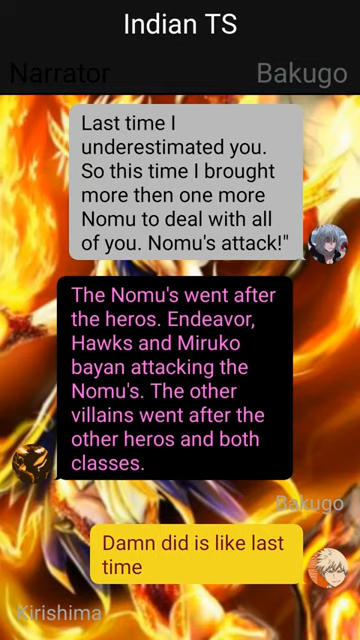 Indian TS
Narrator
Bakugo
Last time I
underestimated you.
So this time I brought
more then one more
Nomu to deal with all
of you. Nomu's attack!"
The Nomu's went after
the heros. Endeavor,
Hawks and Miruko
bayan attacking the
Nomu's. The other
villains went after the
other heros and both
classes.
Bakugo
Damn did is like last
time
Kirishima